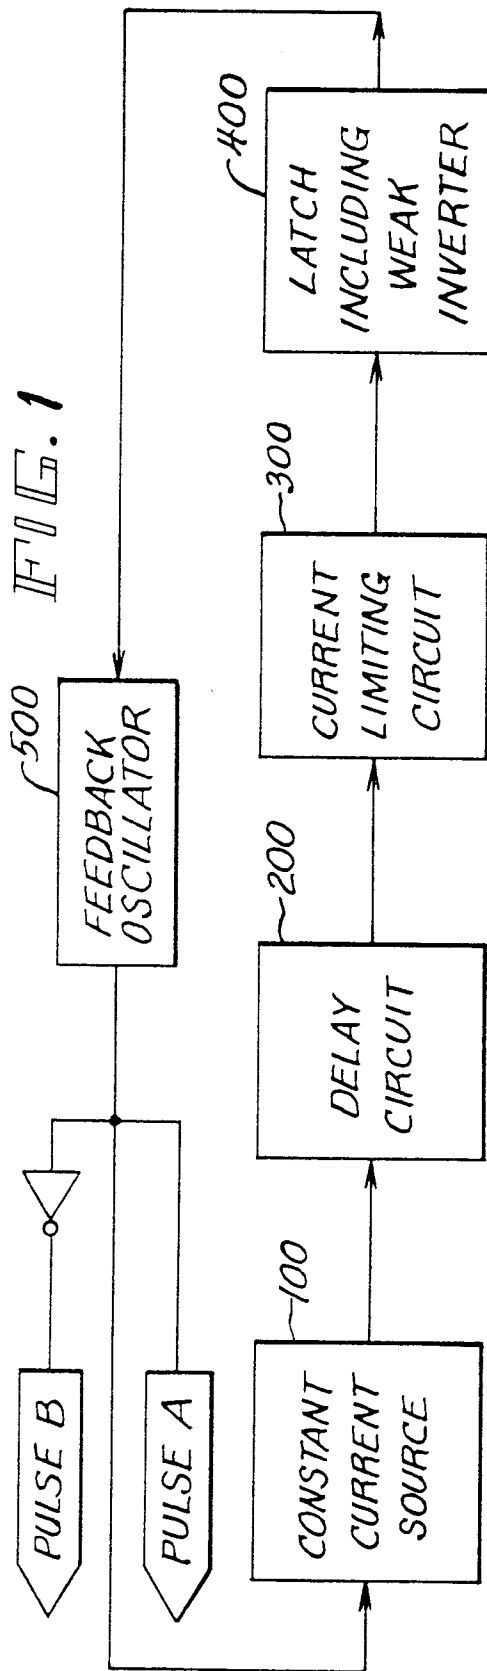 FIG. 1
PULSE B
PULSE A
500
FEEDBACK
OSCILLATOR
100
CONSTANT
CURRENT
SOURCE
200
DELAY
CIRCUIT
300
CURRENT
LIMITING
CIRCUIT
400
LATCH
INCLUDING
WEAK
INVERTER